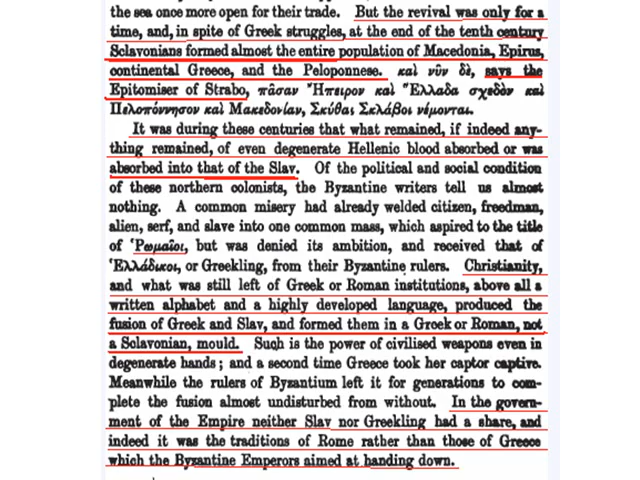 the sea once more open for their trade. But the revival was only for a
time, and, in spite of Greek struggles, at the end of the tenth century
Sclavonians formed almost the entire population of Macedonia, Epirus,
continental Greece, and the Peloponnese. καὶ νῦν δὲ, says the
Epitomiser of Strabo, πᾶσαν Ἤπειρον καὶ Ἑλλαδα σχεδὸν καὶ
Πελοπόννησον καὶ Μακεδονίαν, Σκύθαι Σκλάβοι νέμονται.
It was during these centuries that what remained, if indeed any-
thing remained, of even degenerate Hellenic blood absorbed or was
absorbed into that of the Slav. Of the political and social condition
of these northern colonists, the Byzantine writers tell us almost
nothing. A common misery had already welded citizen, freedman,
alien, serf, and slave into one common mass, which aspired to the title
of Ῥωμαῖοι, but was denied its ambition, and received that of
Ἑλλάδικοι, or Greekling, from their Byzantine rulers. Christianity,
and what was still left of Greek or Roman institutions, above all a
written alphabet and a highly developed language, produced the
fusion of Greek and Slav, and formed them in a Greek or Roman, not
a Sclavonian, mould. Such is the power of civilised weapons even in
degenerate hands; and a second time Greece took her captor captive.
Meanwhile the rulers of Byzantium left it for generations to com-
plete the fusion almost undisturbed from without. In the govern-
ment of the Empire neither Slav nor Greekling had a share, and
indeed it was the traditions of Rome rather than those of Greece
which the Byzantine Emperors aimed at handing down.